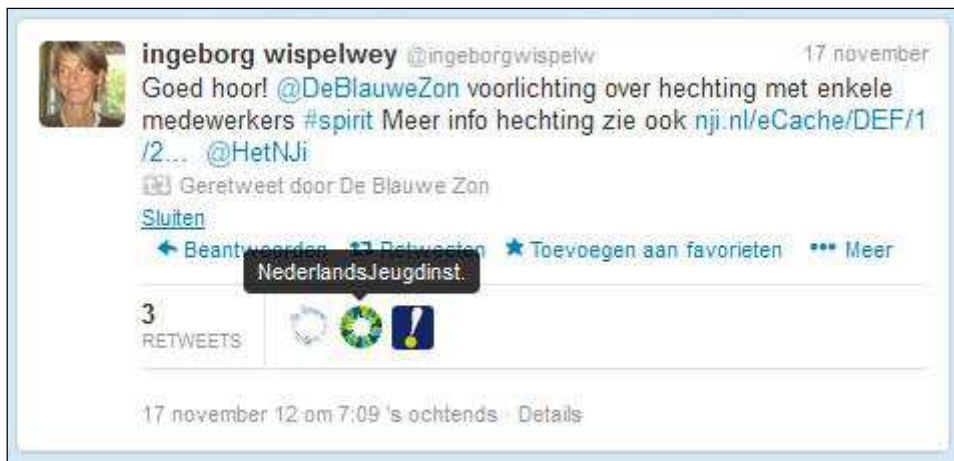 ingeborg wispelwey @ingeborgwispelw 17 november
Goed hoor! @DeBlauweZon voorlichting over hechting met enkele
medewerkers #spirit Meer info hechting zie ook nji.nl/eCache/DEF/1
/2... @HetNJi
Geretweet door De Blauwe Zon
Sluiten
Beantwoorden Retweeten Toevoegen aan favorieten ••• Meer
NederlandsJeugdinst.
3
RETWEETS
17 november 12 om 7:09 's ochtends · Details